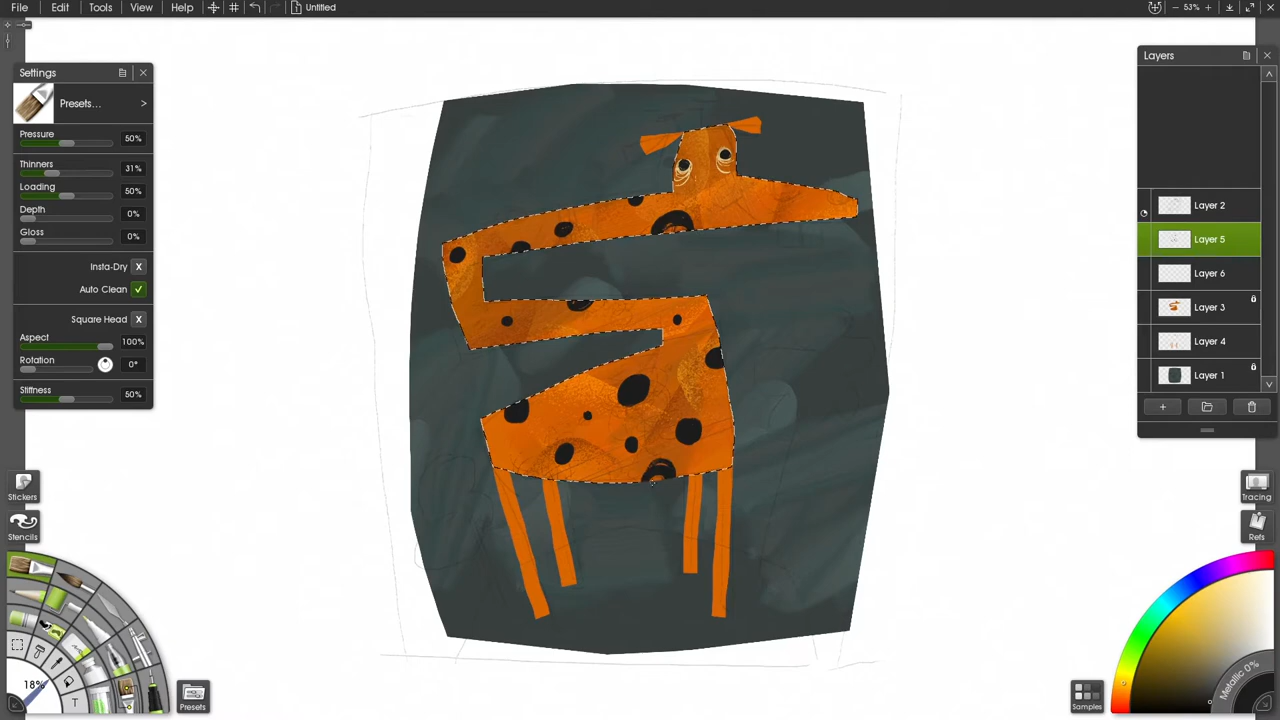 File Edit Tools View Help Untitled 53%
Settings
Presets...
Pressure 50%
Thinners 31%
Loading 50%
Depth 0%
Gloss 0%
Insta-Dry X
Auto Clean
Square Head X
Aspect 100%
Rotation 0°
Stiffness 50%
Stickers
Stencils
18%
T
Presets
Layers
Layer 2
Layer 5
Layer 6
Layer 3
Layer 4
Layer 1
Tracing
Refs
Metallic 0%
Samples